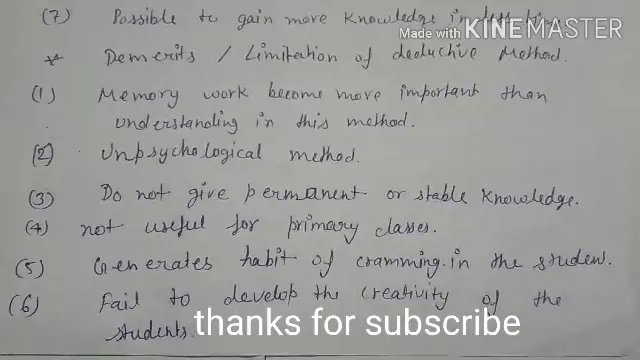 (7) Possible to gain more knowledge in less
Made with KINEMASTER
* Demerits / Limitation of deductive Method.
(1) Memory work become more important than
understanding in this method.
(2) Unpsychological method.
(3) Do not give permanent or stable knowledge.
(4) not useful for primary classes.
(5) Generates habit of cramming in the student.
(6) Fail to develop the creativity of the
students.
thanks for subscribe